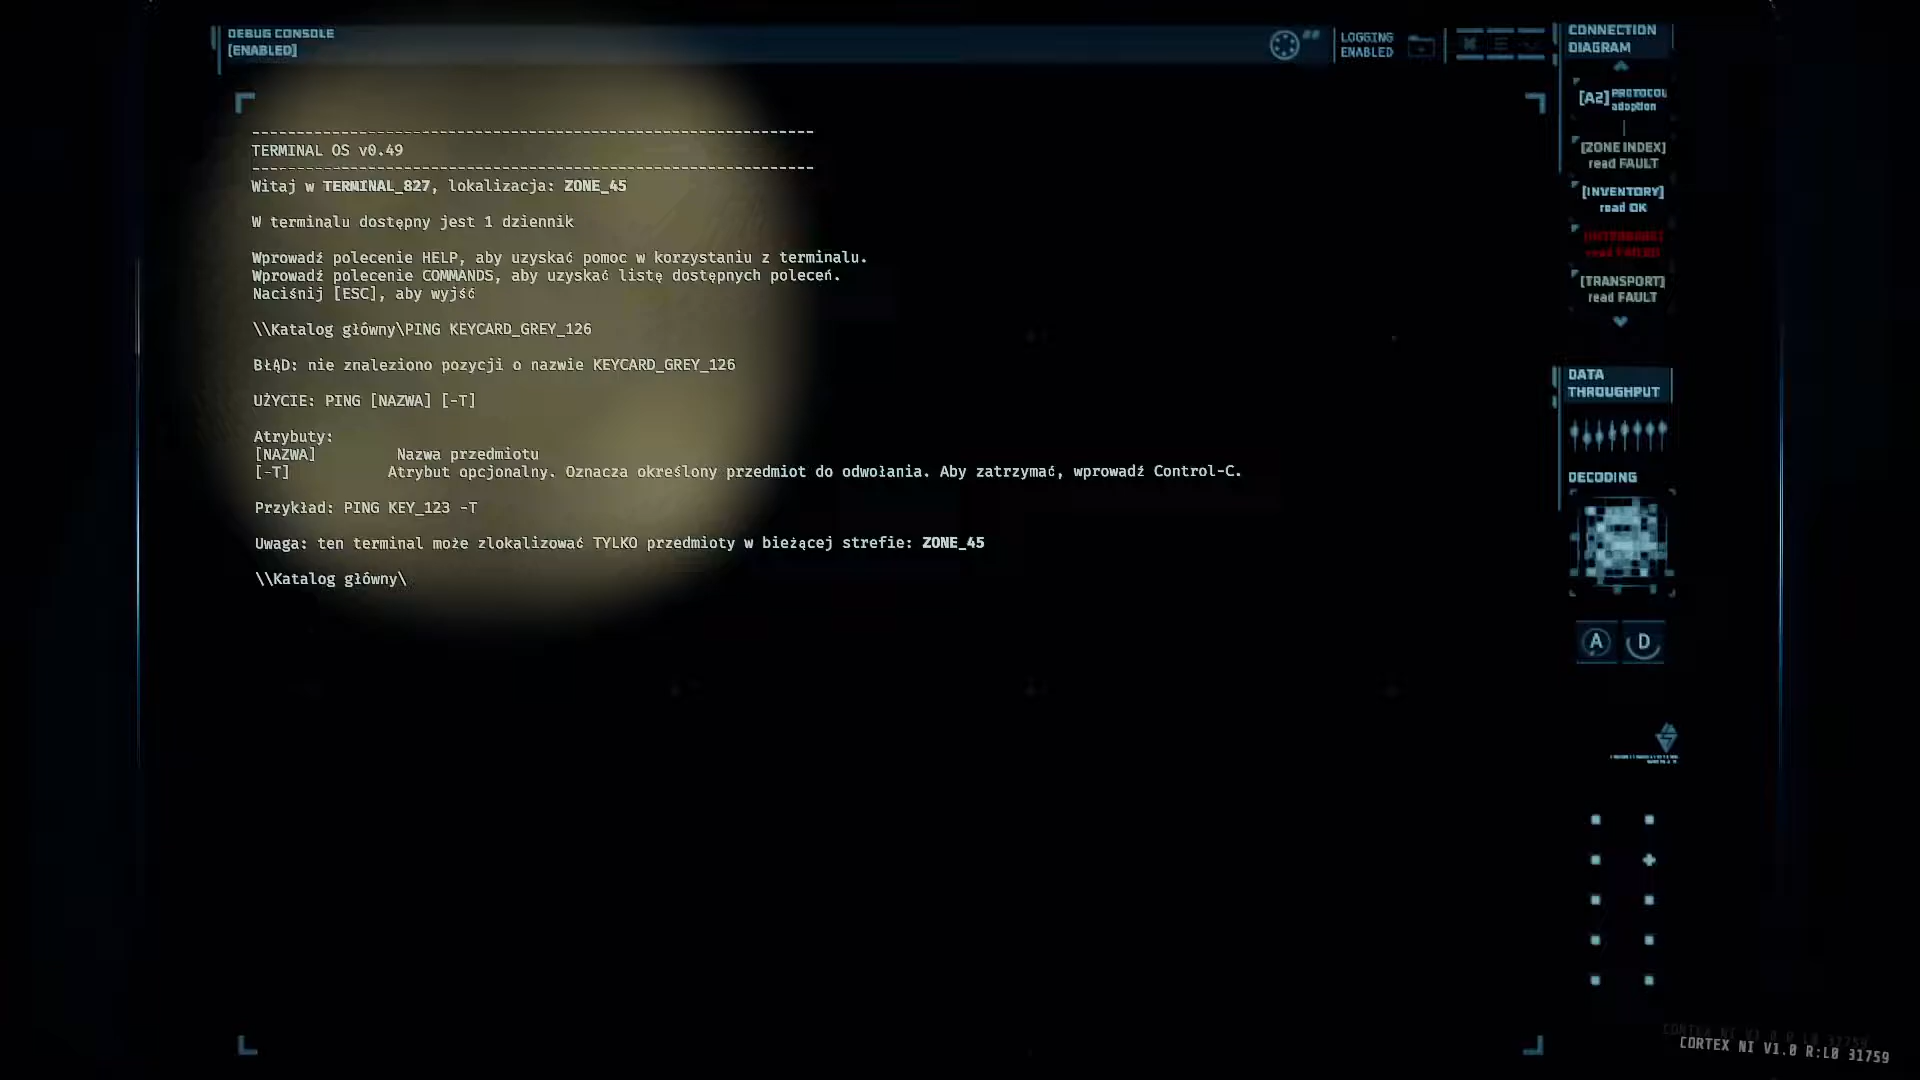 DEBUG CONSOLE
[ENABLED]
LOGGING
ENABLED
------------------------------------------------------------------
TERMINAL OS v0.49
------------------------------------------------------------------
Witaj w TERMINAL_827, lokalizacja: ZONE_45
W terminalu dostępny jest 1 dziennik
Wprowadź polecenie HELP, aby uzyskać pomoc w korzystaniu z terminalu.
Wprowadź polecenie COMMANDS, aby uzyskać listę dostępnych poleceń.
Naciśnij [ESC], aby wyjść
\\Katalog główny\PING KEYCARD_GREY_126
BŁĄD: nie znaleziono pozycji o nazwie KEYCARD_GREY_126
UŻYCIE: PING [NAZWA] [-T]
Atrybuty:
[NAZWA] Nazwa przedmiotu
[-T] Atrybut opcjonalny. Oznacza określony przedmiot do odwołania. Aby zatrzymać, wprowadź Control-C.
Przykład: PING KEY_123 -T
Uwaga: ten terminal może zlokalizować TYLKO przedmioty w bieżącej strefie: ZONE_45
\\Katalog główny\
CONNECTION
DIAGRAM
[A2] PROTOCOL
adoption
[ZONE INDEX]
read FAULT
[INVENTORY]
read OK
read FAILED
[TRANSPORT]
read FAULT
DATA
THROUGHPUT
DECODING
A D
CORTEX NI V1.0 R:L0 31759